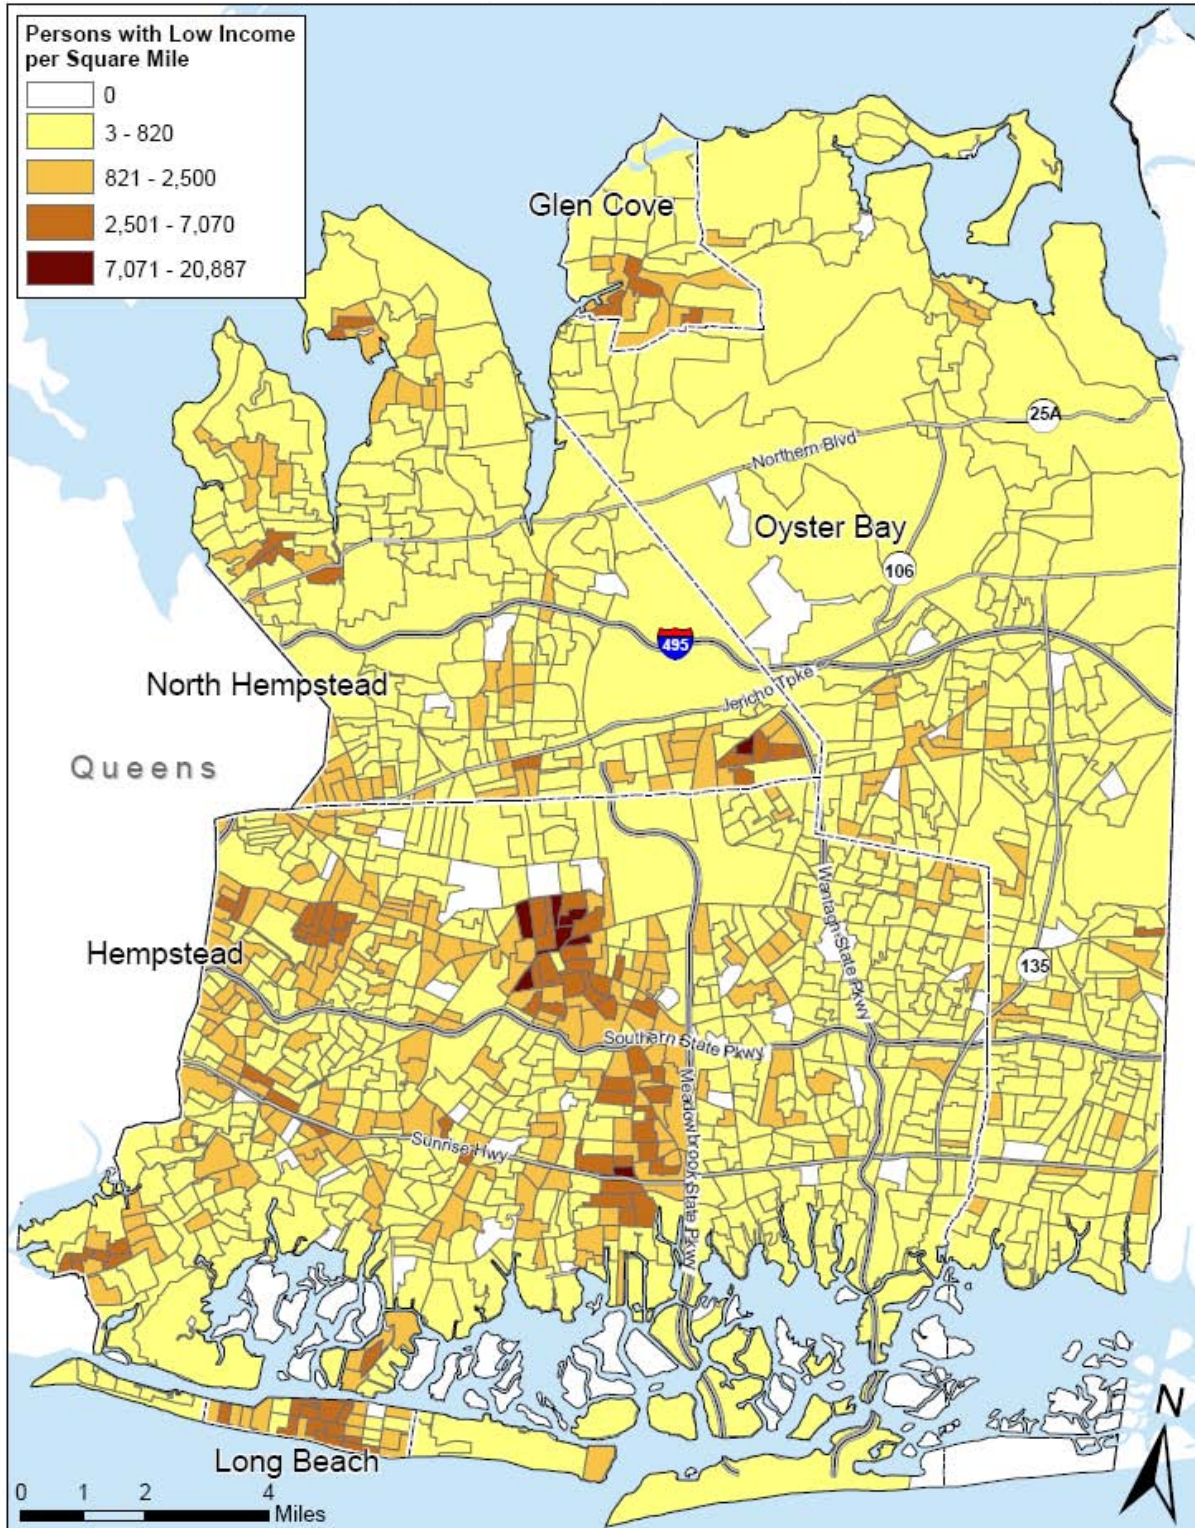 Persons with Low Income
per Square Mile
0
3 - 820
821 - 2,500
2,501 - 7,070
7,071 - 20,887
Glen Cove
25A
Northern Blvd
Oyster Bay
106
495
North Hempstead
Jericho Tpke
Queens
Wantagh State Pkwy
Hempstead
135
Southern State Pkwy
Meadowbrook State Pkwy
Sunrise Hwy
N
Long Beach
0 1 2 4
Miles